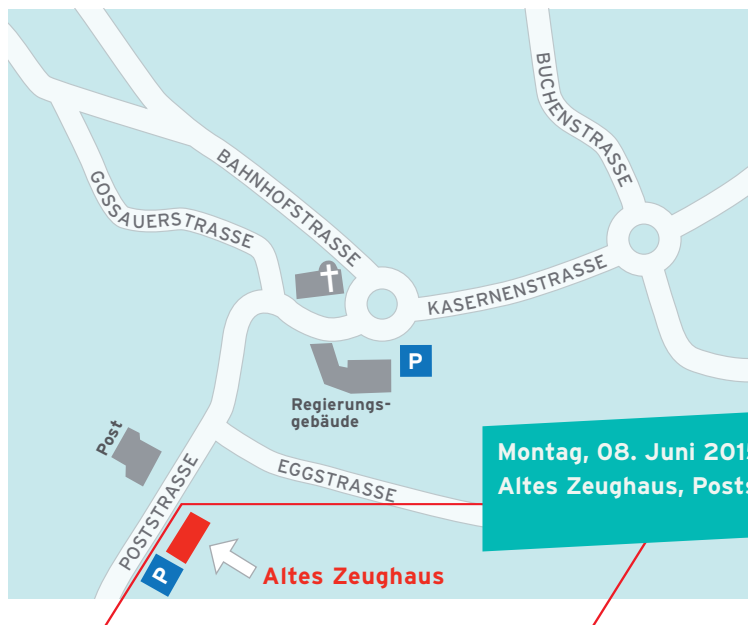 BUCHENSTRASSE
BAHNHOFSTRASSE
GOSSAUERSTRASSE
KASERNENSTRASSE
P
Regierungs-
gebäude
Post
Montag, 08. Juni 201
Altes Zeughaus, Posts
EGGSTRASSE
POSTSTRASSE
P
Altes Zeughaus